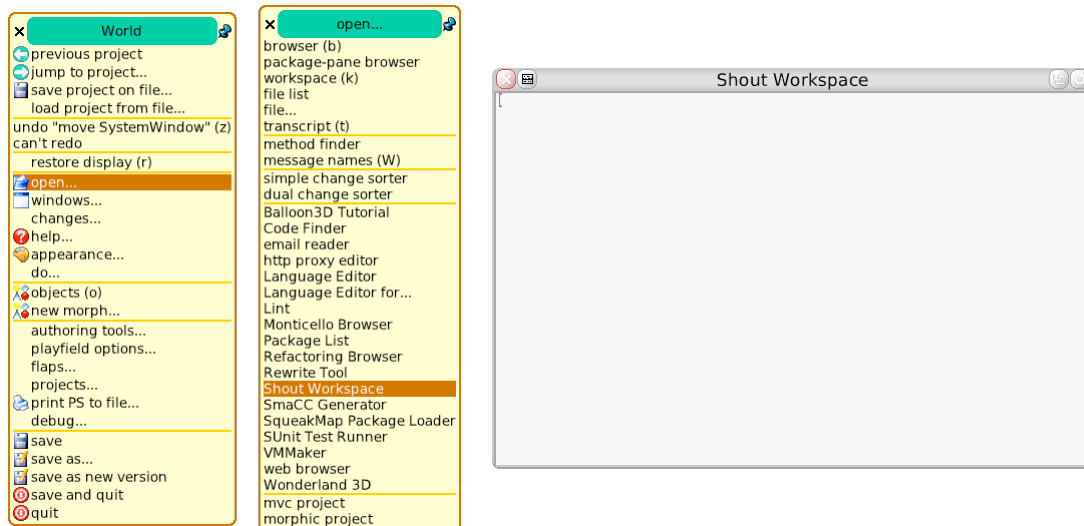 World
previous project
jump to project...
save project on file...
load project from file...
undo "move SystemWindow" (z)
can't redo
restore display (r)
open...
windows...
changes...
help...
appearance...
do...
objects (o)
new morph...
authoring tools...
playfield options...
flaps...
projects...
print PS to file...
debug...
save
save as...
save as new version
save and quit
quit
open...
browser (b)
package-pane browser
workspace (k)
file list
file...
transcript (t)
method finder
message names (W)
simple change sorter
dual change sorter
Balloon3D Tutorial
Code Finder
email reader
http proxy editor
Language Editor
Language Editor for...
Lint
Monticello Browser
Package List
Refactoring Browser
Rewrite Tool
Shout Workspace
SmaCC Generator
SqueakMap Package Loader
SUnit Test Runner
VMMaker
web browser
Wonderland 3D
mvc project
morphic project
Shout Workspace